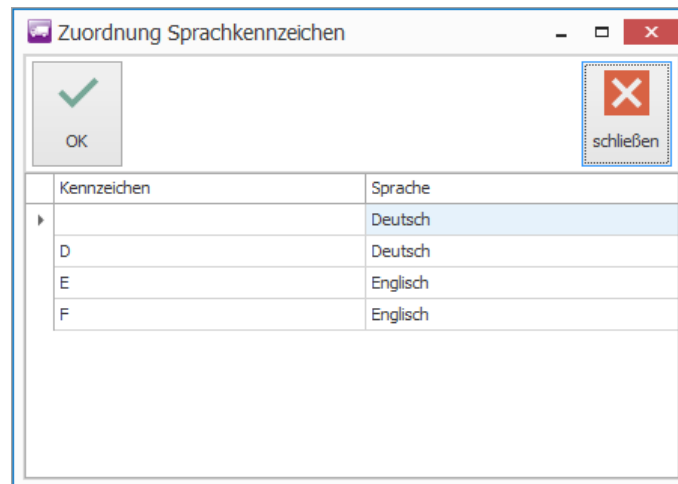 Zuordnung Sprachkennzeichen
OK
schließen
Kennzeichen Sprache
Deutsch
D Deutsch
E Englisch
F Englisch